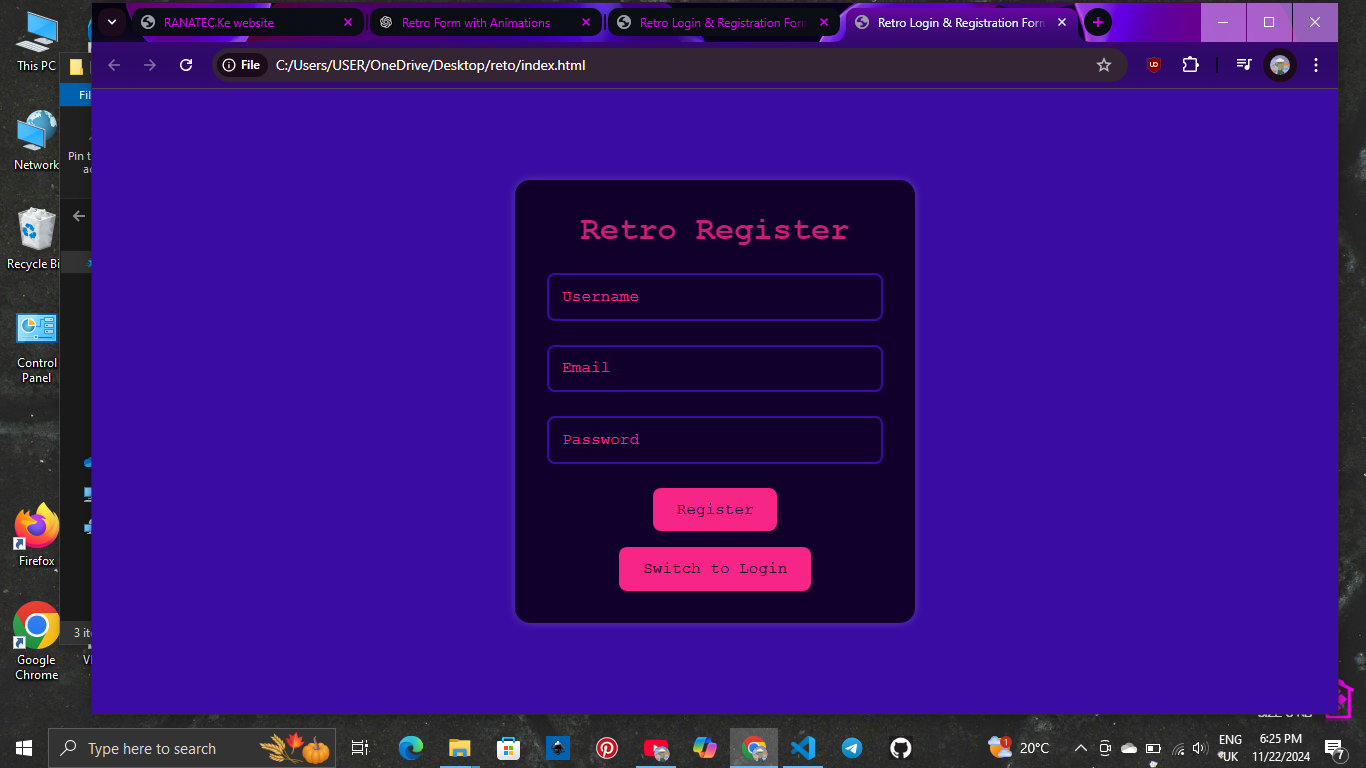 RANATEC.Ke website
Retro Form with Animations
Retro Login & Registration For
Retro Login & Registration For
This PC
Fil
File
C:/Users/USER/OneDrive/Desktop/reto/index.html
UD
Pin t
Network
Recycle Bi
Control
Panel
Firefox
Google
Chrome
3 it
Retro Register
Username
Email
Password
Register
Switch to Login
Type here to search
1
20°C
ENG
UK
6:25 PM
11/22/2024
7